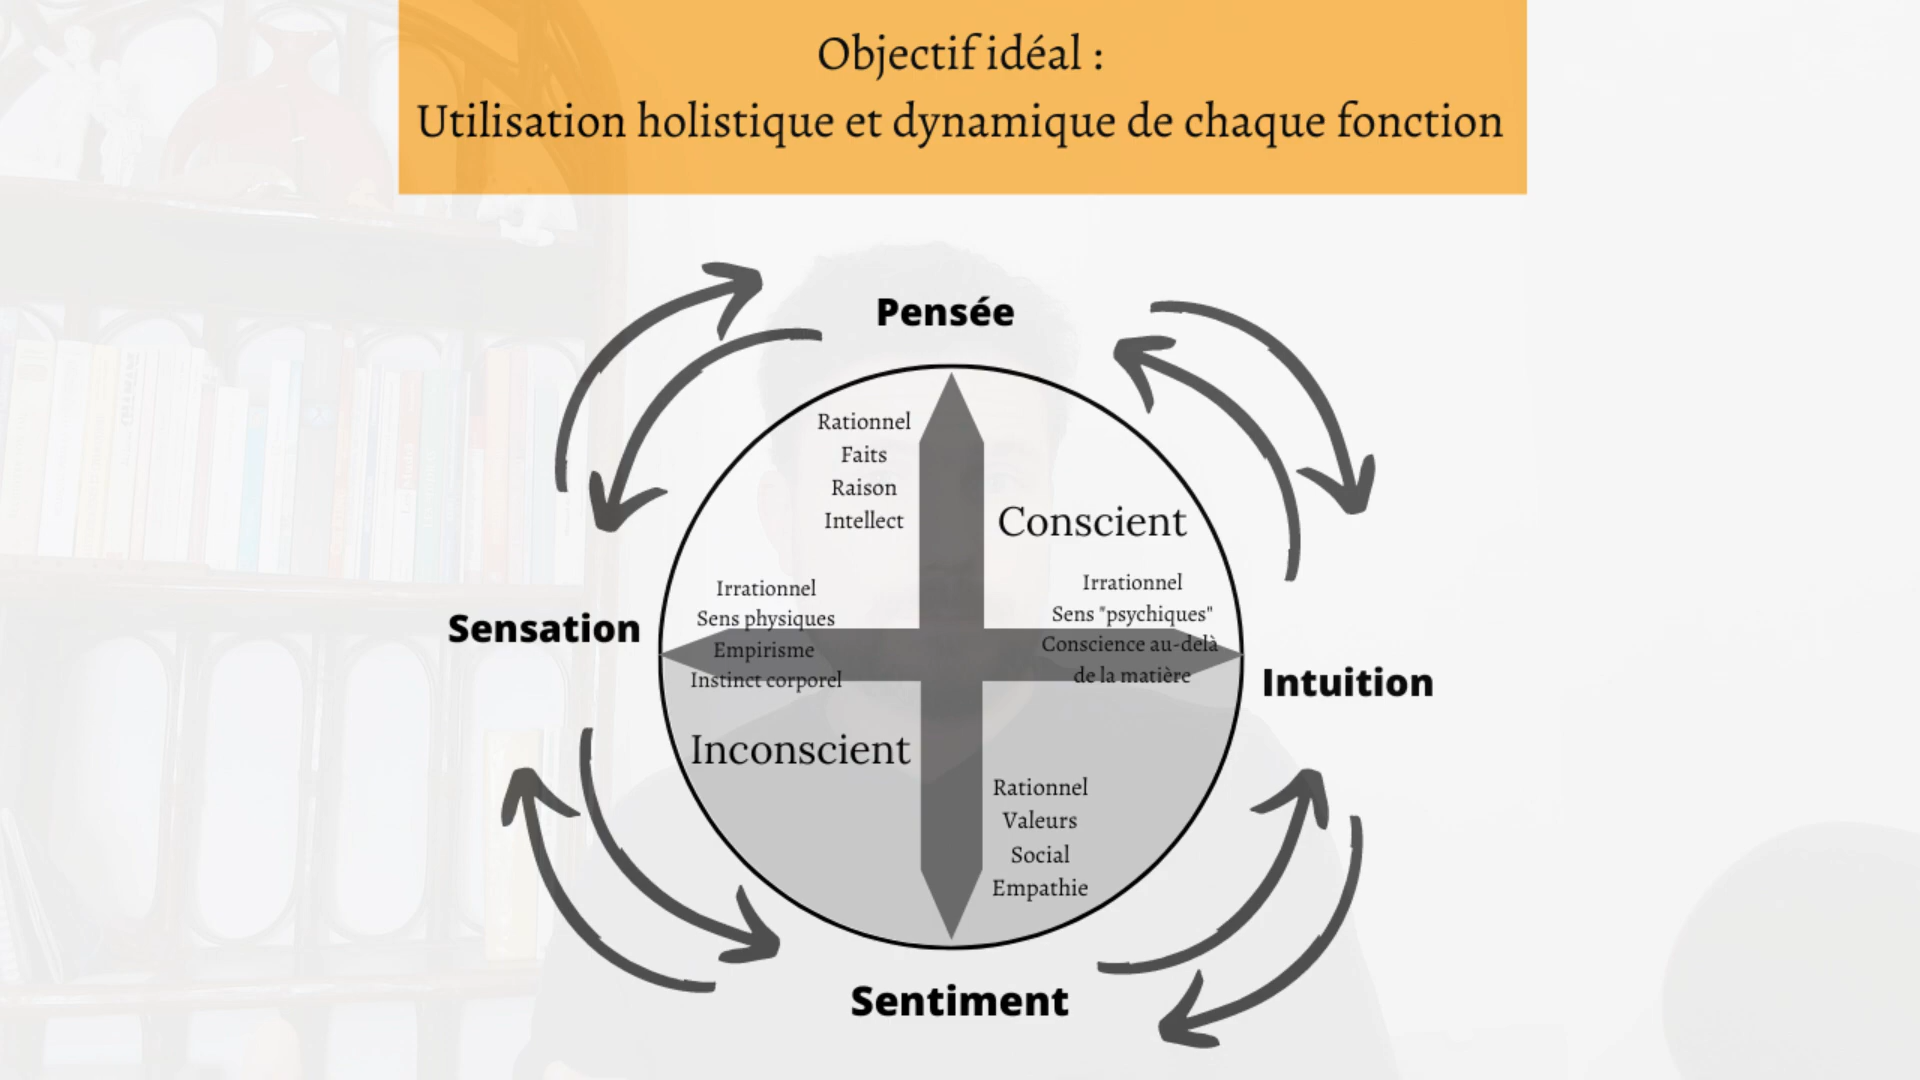 Objectif idéal :
Utilisation holistique et dynamique de chaque fonction
Pensée
Rationnel
Faits
Raison
Intellect
Conscient
Irrationnel
Sens physiques
Empirisme
Instinct corporel
Irrationnel
Sens "psychiques"
Conscience au-delà
de la matière
Sensation
Intuition
Inconscient
Rationnel
Valeurs
Social
Empathie
Sentiment